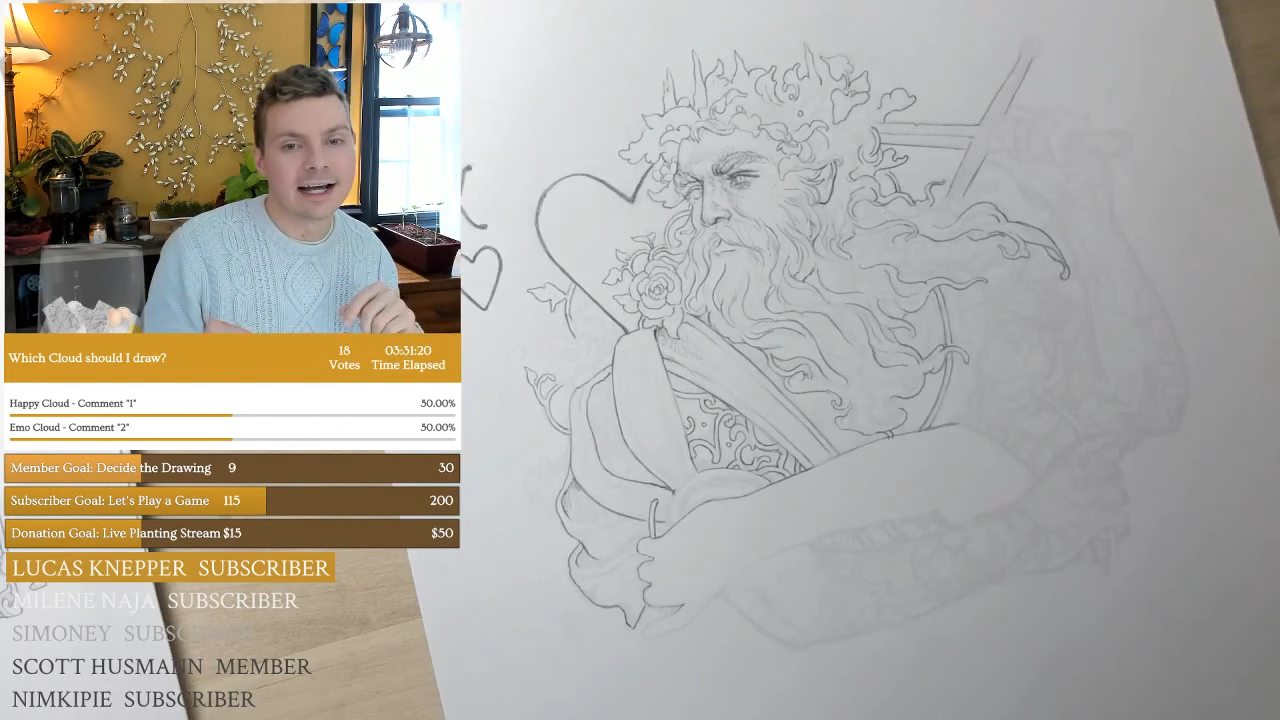 Which Cloud should I draw?
18 Votes
03:31:20 Time Elapsed
Happy Cloud - Comment "1" 50.00%
Emo Cloud - Comment "2" 50.00%
Member Goal: Decide the Drawing 9 30
Subscriber Goal: Let's Play a Game 115 200
Donation Goal: Live Planting Stream $15 $50
LUCAS KNEPPER SUBSCRIBER
MILENE NAJA SUBSCRIBER
SIMONEY SUBSCRIBER
SCOTT HUSMANN MEMBER
NIMKIPIE SUBSCRIBER